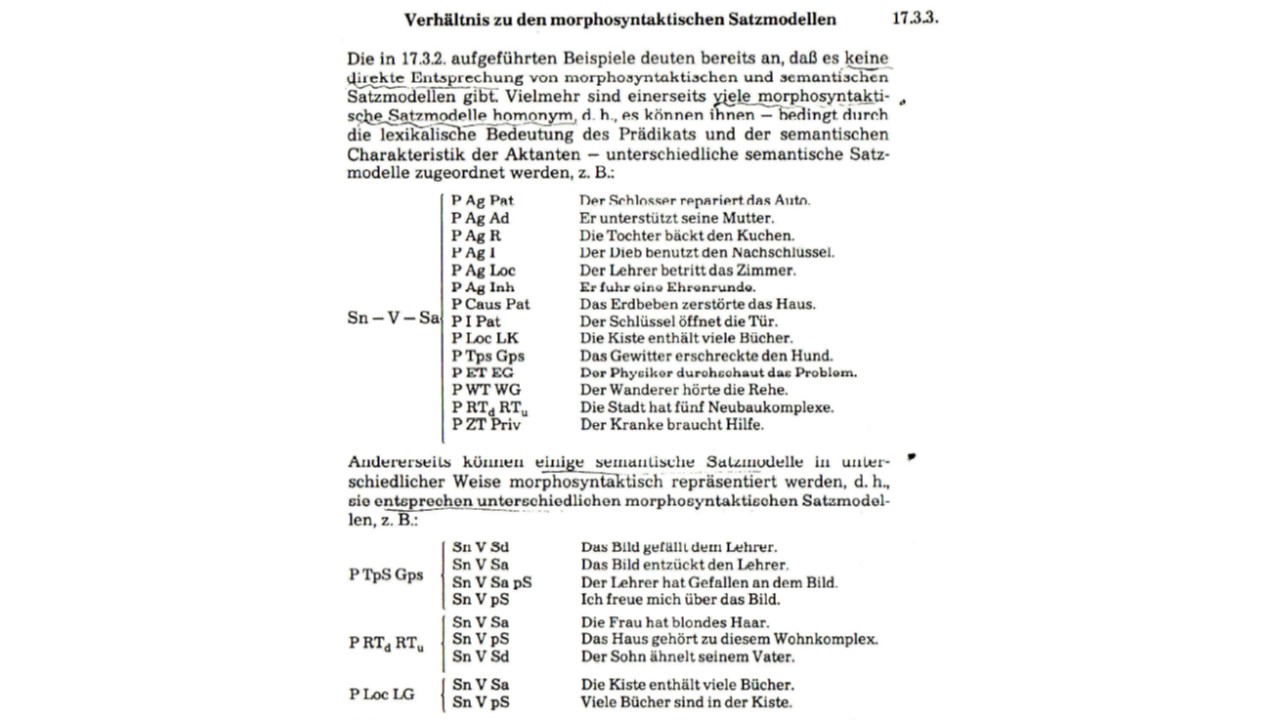 Verhältnis zu den morphosyntaktischen Satzmodellen 17.3.3.
Die in 17.3.2. aufgeführten Beispiele deuten bereits an, daß es keine
direkte Entsprechung von morphosyntaktischen und semantischen
Satzmodellen gibt. Vielmehr sind einerseits viele morphosyntakti-
sche Satzmodelle homonym, d. h., es können ihnen – bedingt durch
die lexikalische Bedeutung des Prädikats und der semantischen
Charakteristik der Aktanten – unterschiedliche semantische Satz-
modelle zugeordnet werden, z. B.:
P Ag Pat Der Schlosser repariert das Auto.
P Ag Ad Er unterstützt seine Mutter.
P Ag R Die Tochter bäckt den Kuchen.
P Ag I Der Dieb benutzt den Nachschlüssel.
P Ag Loc Der Lehrer betritt das Zimmer.
P Ag Inh Er fuhr eine Ehrenrunde.
P Caus Pat Das Erdbeben zerstörte das Haus.
Sn – V – Sa P I Pat Der Schlüssel öffnet die Tür.
P Loc LK Die Kiste enthält viele Bücher.
P Tps Gps Das Gewitter erschreckte den Hund.
P ET EG Der Physiker durchschaut das Problem.
P WT WG Der Wanderer hörte die Rehe.
P RTd RTu Die Stadt hat fünf Neubaukomplexe.
P ZT Priv Der Kranke braucht Hilfe.
Andererseits können einige semantische Satzmodelle in unter-
schiedlicher Weise morphosyntaktisch repräsentiert werden, d. h.,
sie entsprechen unterschiedlichen morphosyntaktischen Satzmodel-
len, z. B.:
Sn V Sd Das Bild gefällt dem Lehrer.
Sn V Sa Das Bild entzückt den Lehrer.
P TpS Gps Sn V Sa pS Der Lehrer hat Gefallen an dem Bild.
Sn V pS Ich freue mich über das Bild.
Sn V Sa Die Frau hat blondes Haar.
P RTd RTu Sn V pS Das Haus gehört zu diesem Wohnkomplex.
Sn V Sd Der Sohn ähnelt seinem Vater.
P Loc LG Sn V Sa Die Kiste enthält viele Bücher.
Sn V pS Viele Bücher sind in der Kiste.